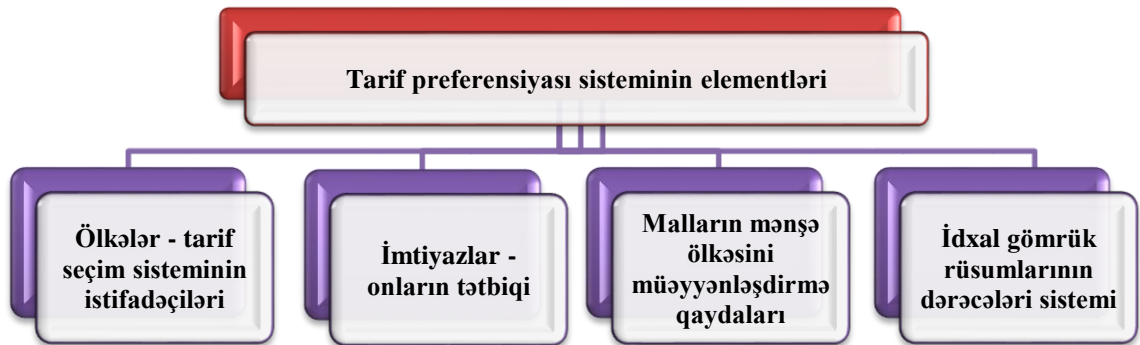 Tarif preferensiyası sisteminin elementləri
Ölkələr - tarif
seçim sisteminin
istifadəçiləri
İmtiyazlar -
onların tətbiqi
Malların mənşə
ölkəsini
müəyyənləşdirmə
qaydaları
İdxal gömrük
rüsumlarının
dərəcələri sistemi